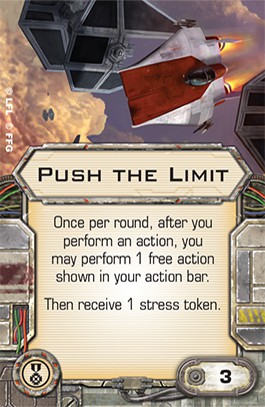 © LFL © FFG
PUSH THE LIMIT
Once per round, after you
perform an action, you
may perform 1 free action
shown in your action bar.
Then receive 1 stress token.
3